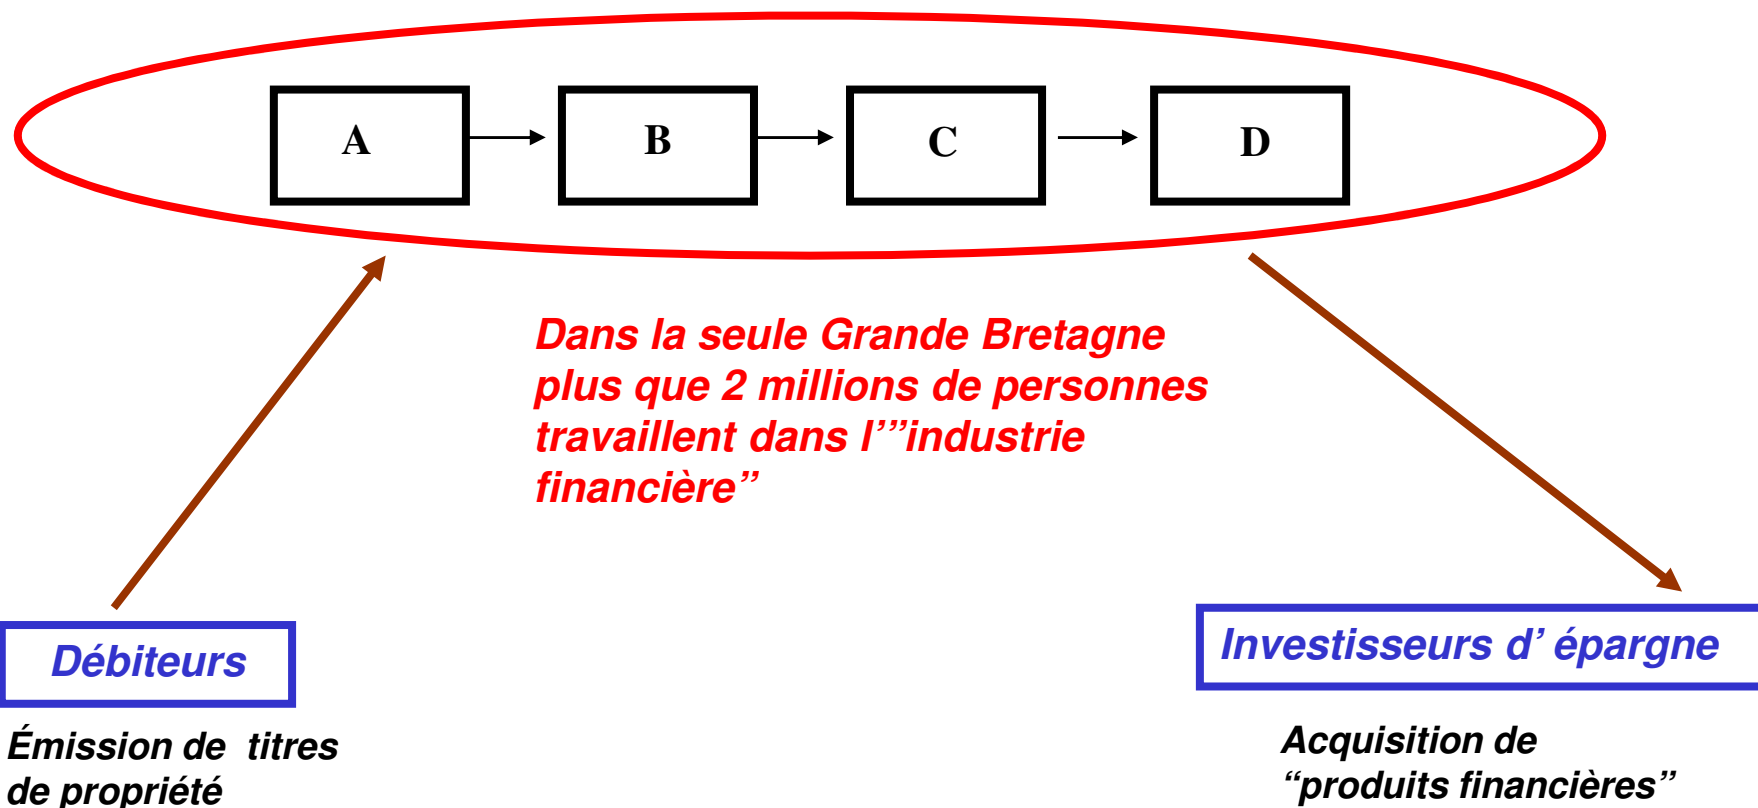 A
B
C
D
Dans la seule Grande Bretagne
plus que 2 millions de personnes
travaillent dans l’”industrie
financière”
Débiteurs
Investisseurs d’ épargne
Émission de titres
de propriété
Acquisition de
“produits financières”